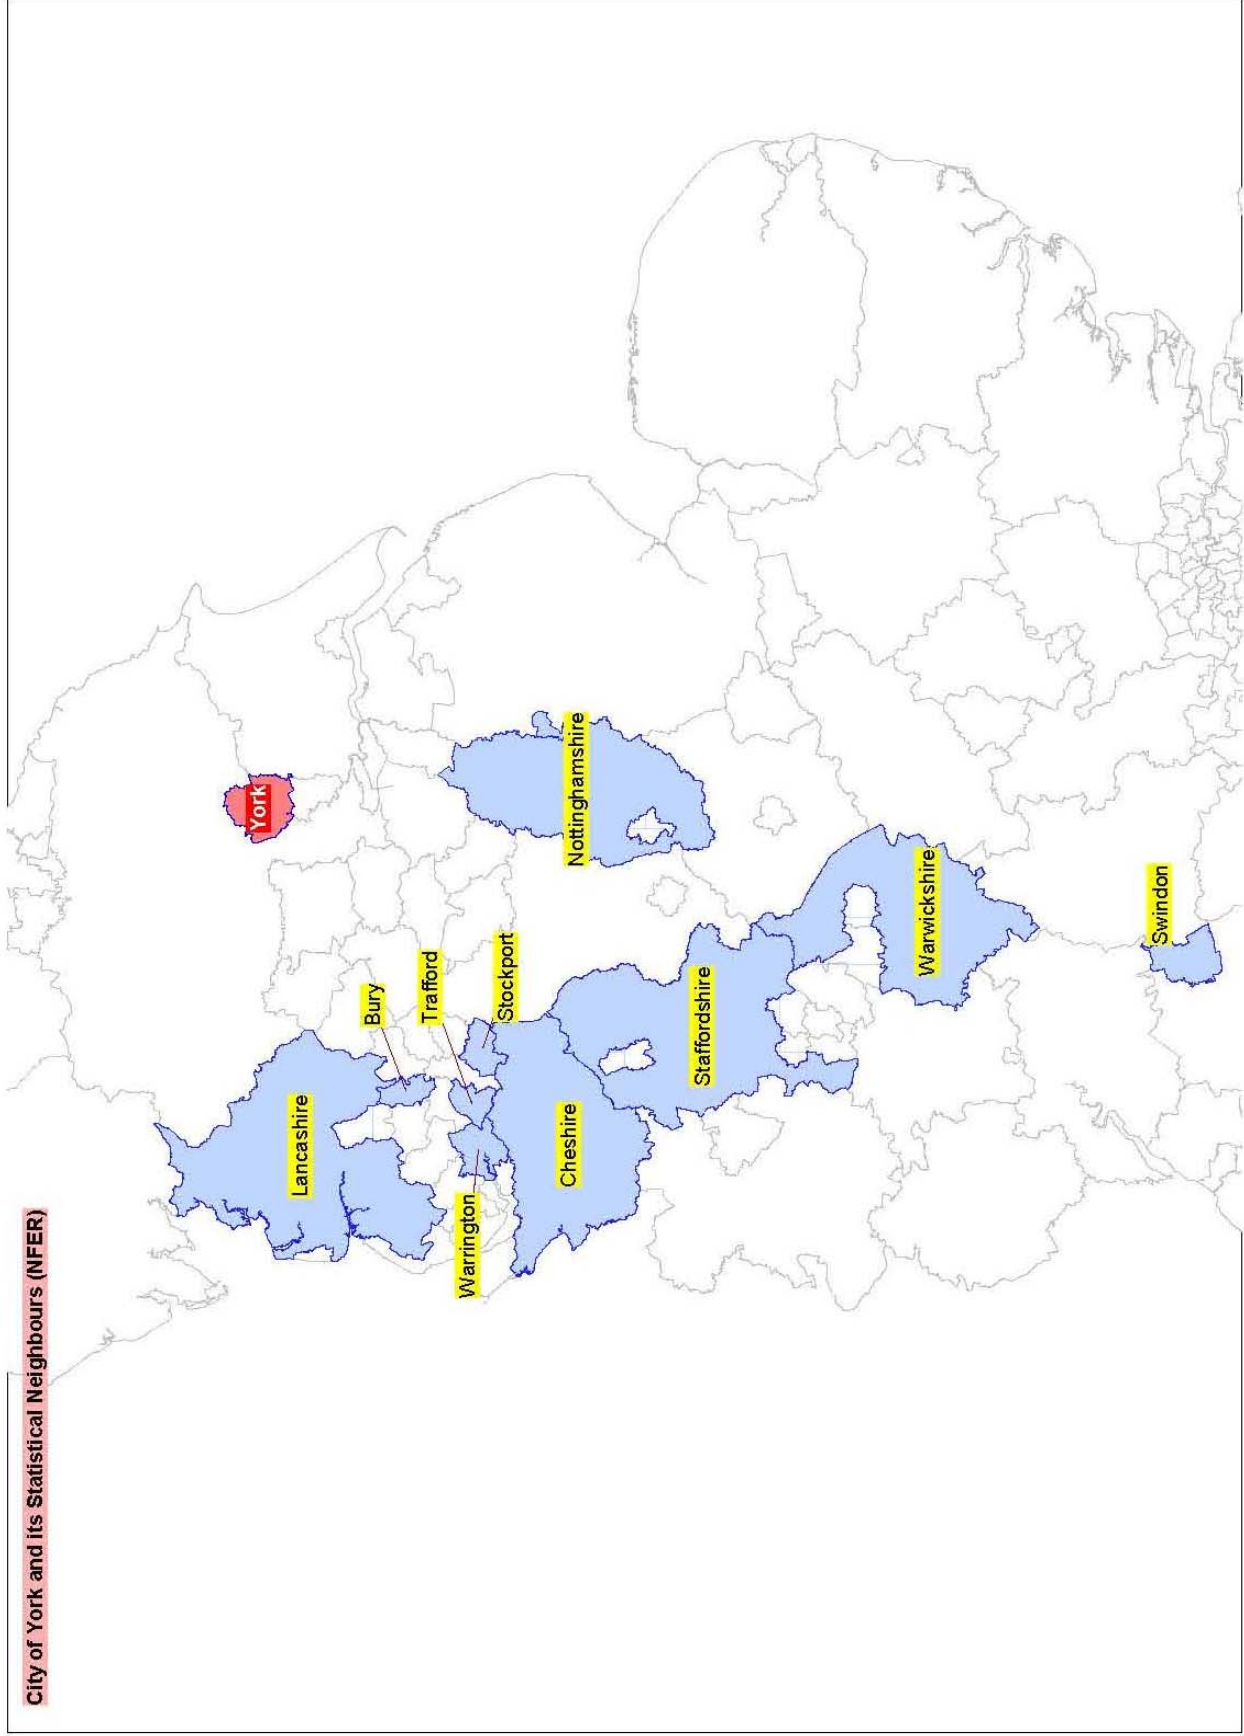 City of York and its Statistical Neighbours (NFER)
York
Lancashire
Bury
Trafford
Stockport
Warrington
Cheshire
Nottinghamshire
Staffordshire
Warwickshire
Swindon